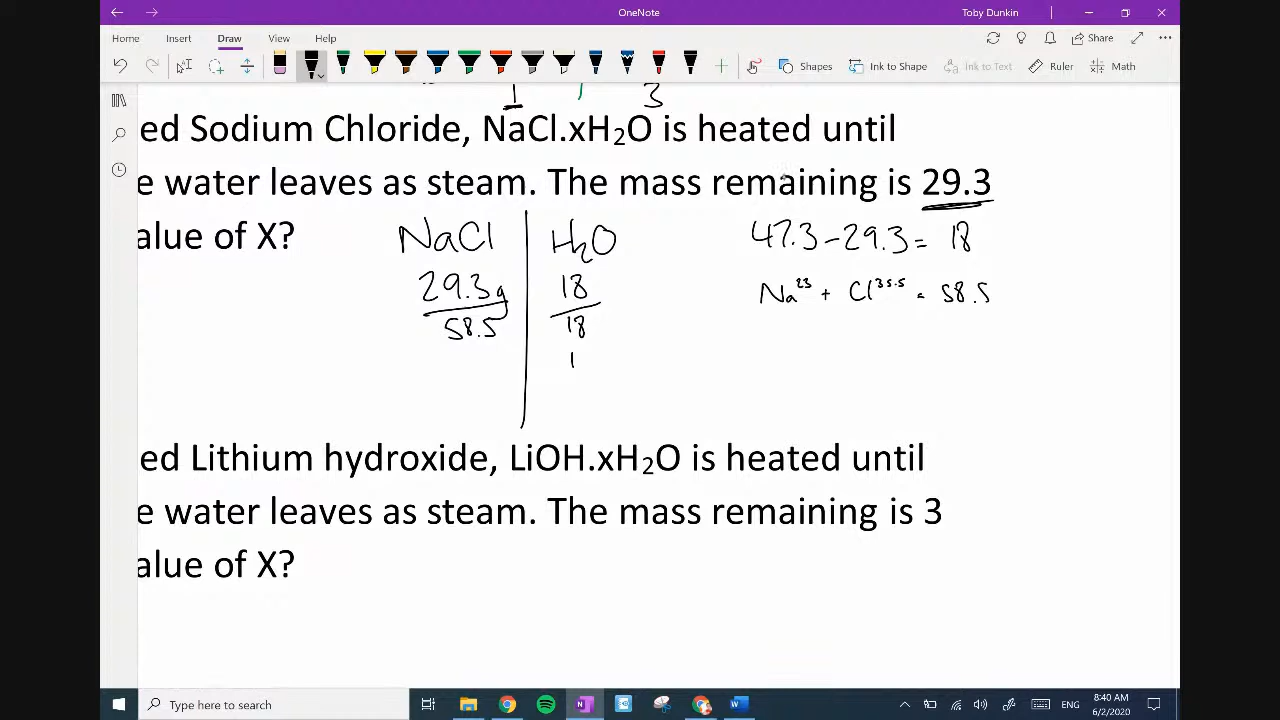 OneNote
Toby Dunkin
Home Insert Draw View Help
Share
Shapes Ink to Shape Ink to Text Ruler Math
1 3
ed Sodium Chloride, NaCl.xH₂O is heated until
e water leaves as steam. The mass remaining is 29.3
alue of X?
NaCl H₂O 47.3 - 29.3 = 18
29.3g 18 Na²³ + Cl³⁵·⁵ = 58.5
58.5 18
1
ed Lithium hydroxide, LiOH.xH₂O is heated until
e water leaves as steam. The mass remaining is 3
alue of X?
Type here to search
ENG
8:40 AM
6/2/2020